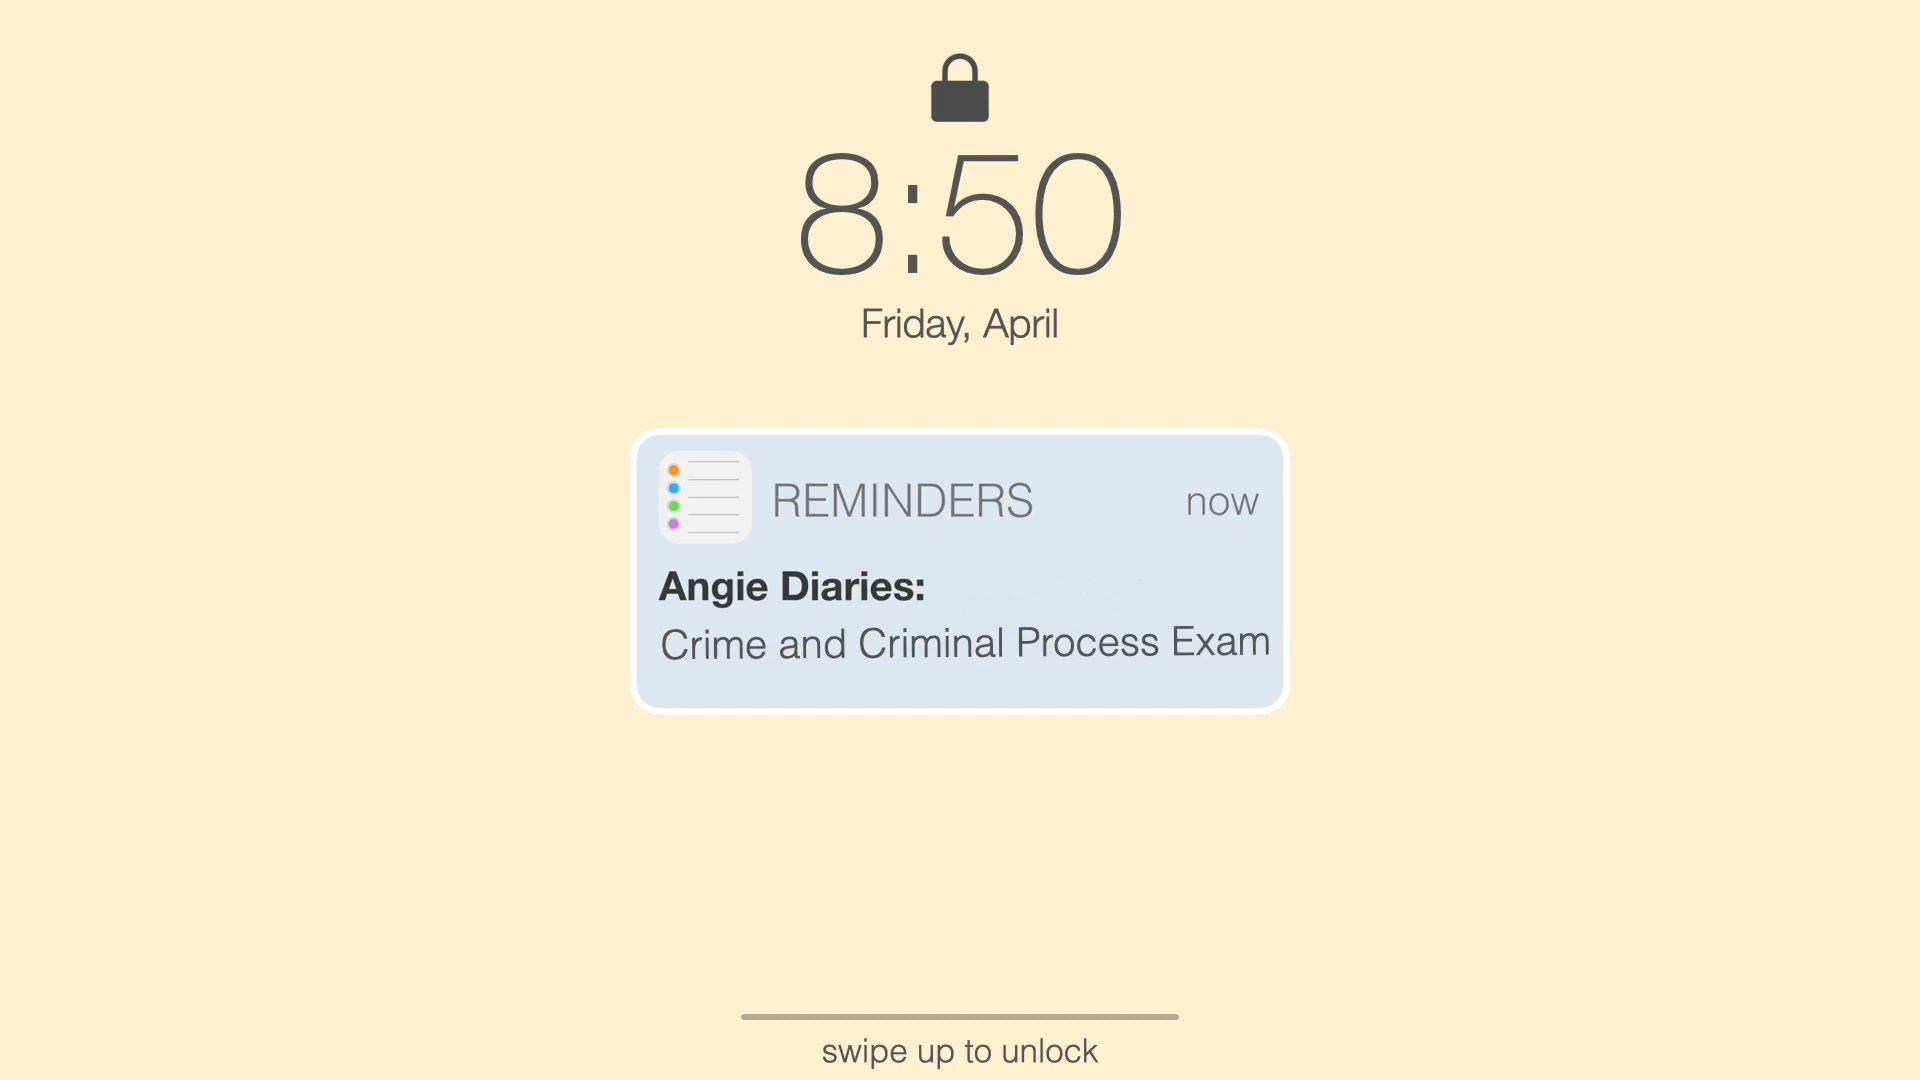 8:50
Friday, April
REMINDERS now
Angie Diaries:
Crime and Criminal Process Exam
swipe up to unlock